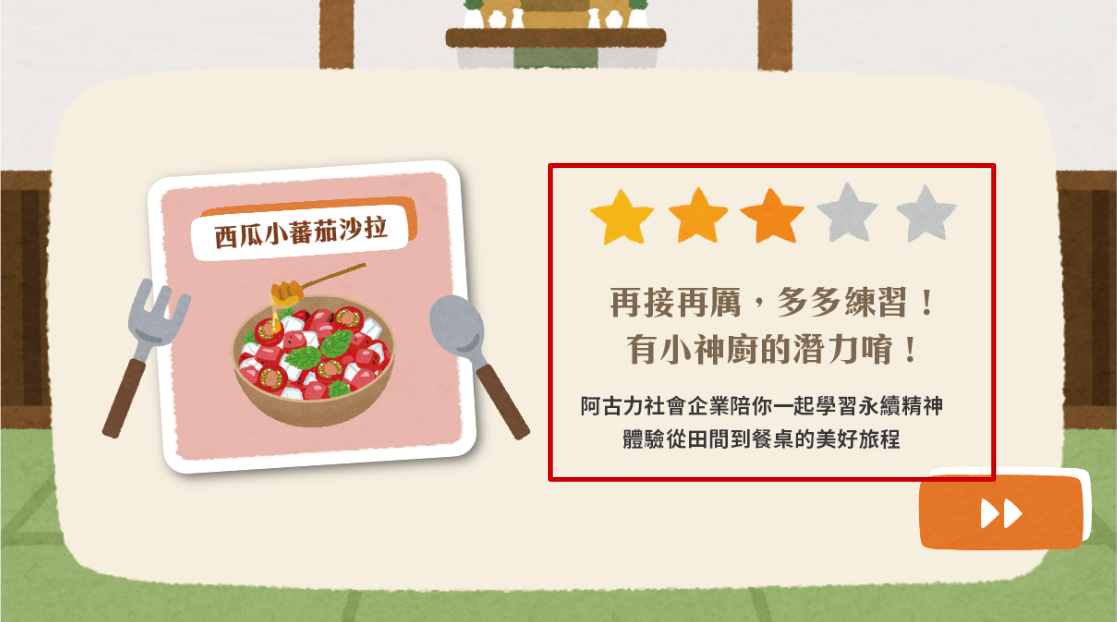 西瓜小蕃茄沙拉
再接再厲，多多練習！
有小神廚的潛力唷！
阿古力社會企業陪你一起學習永續精神
體驗從田間到餐桌的美好旅程